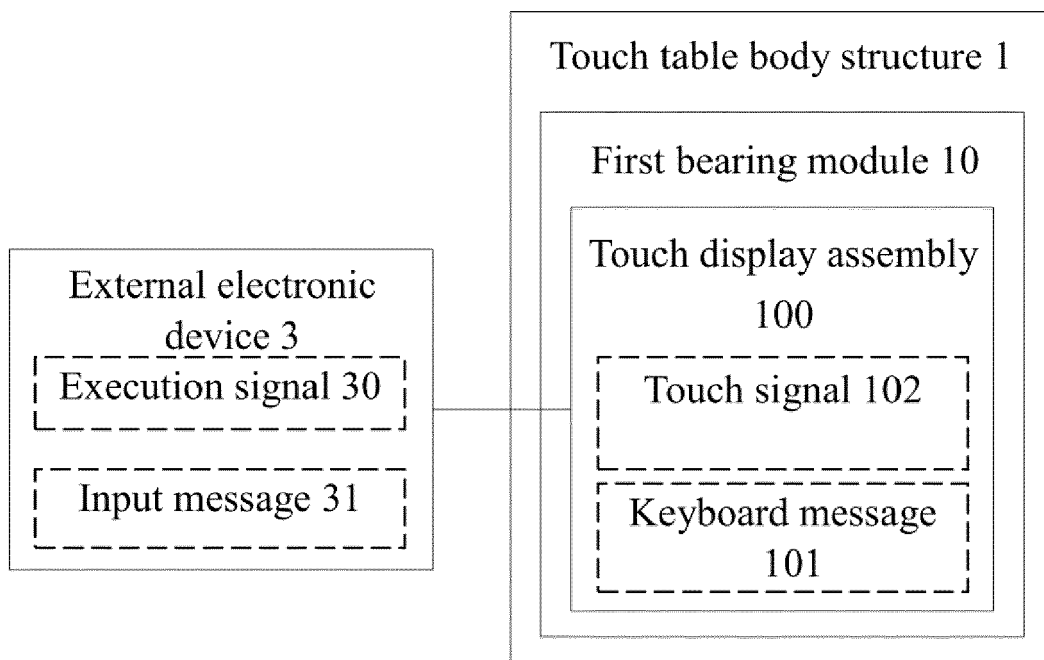 Touch table body structure 1
First bearing module 10
Touch display assembly
100
Touch signal 102
Keyboard message
101
External electronic
device 3
Execution signal 30
Input message 31